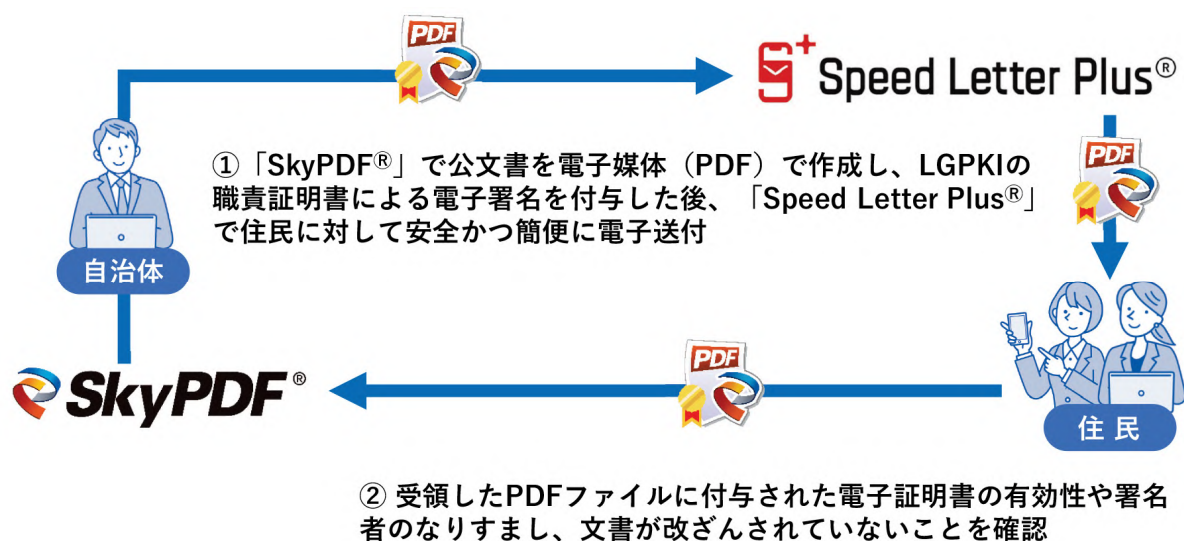 PDF
Speed Letter Plus®
①「SkyPDF®」で公文書を電子媒体（PDF）で作成し、LGPKIの
職責証明書による電子署名を付与した後、「Speed Letter Plus®」
で住民に対して安全かつ簡便に電子送付
PDF
自治体
SkyPDF®
PDF
住民
② 受領したPDFファイルに付与された電子証明書の有効性や署名
者のなりすまし、文書が改ざんされていないことを確認